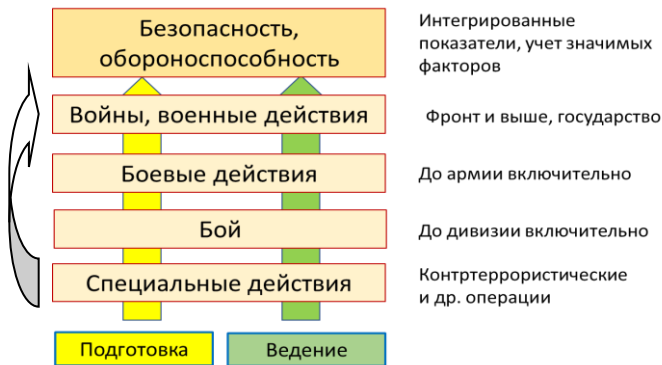 Безопасность,
обороноспособность
Интегрированные
показатели, учет значимых
факторов
Войны, военные действия
Фронт и выше, государство
Боевые действия
До армии включительно
Бой
До дивизии включительно
Специальные действия
Контртеррористические
и др. операции
Подготовка
Ведение